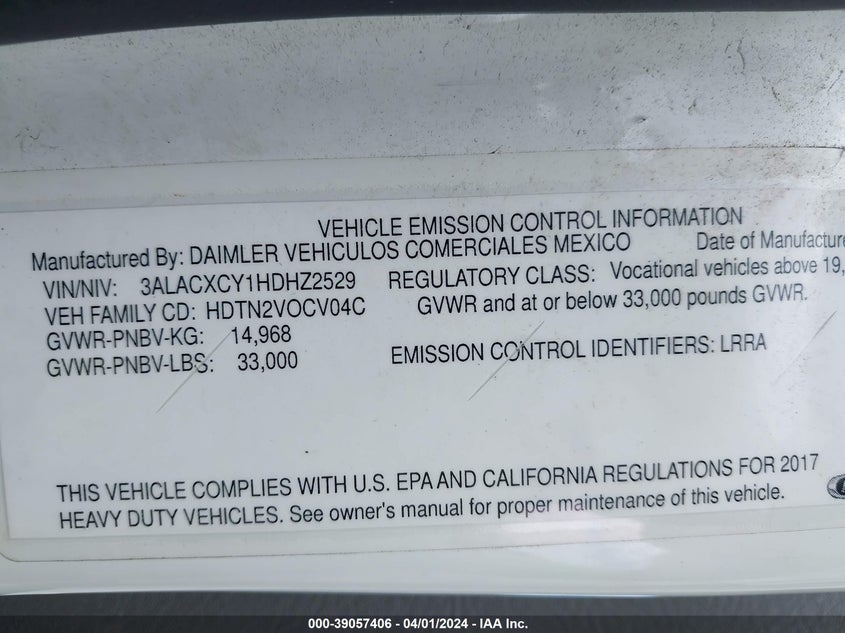 VEHICLE EMISSION CONTROL INFORMATION
Manufactured By: DAIMLER VEHICULOS COMERCIALES MEXICO Date of Manufacture
VIN/NIV: 3ALACXCY1HDHZ2529 REGULATORY CLASS: Vocational vehicles above 19,
VEH FAMILY CD: HDTN2VOCV04C GVWR and at or below 33,000 pounds GVWR.
GVWR-PNBV-KG: 14,968
GVWR-PNBV-LBS: 33,000 EMISSION CONTROL IDENTIFIERS: LRRA
THIS VEHICLE COMPLIES WITH U.S. EPA AND CALIFORNIA REGULATIONS FOR 2017
HEAVY DUTY VEHICLES. See owner's manual for proper maintenance of this vehicle.
000-39057406 - 04/01/2024 - IAA Inc.